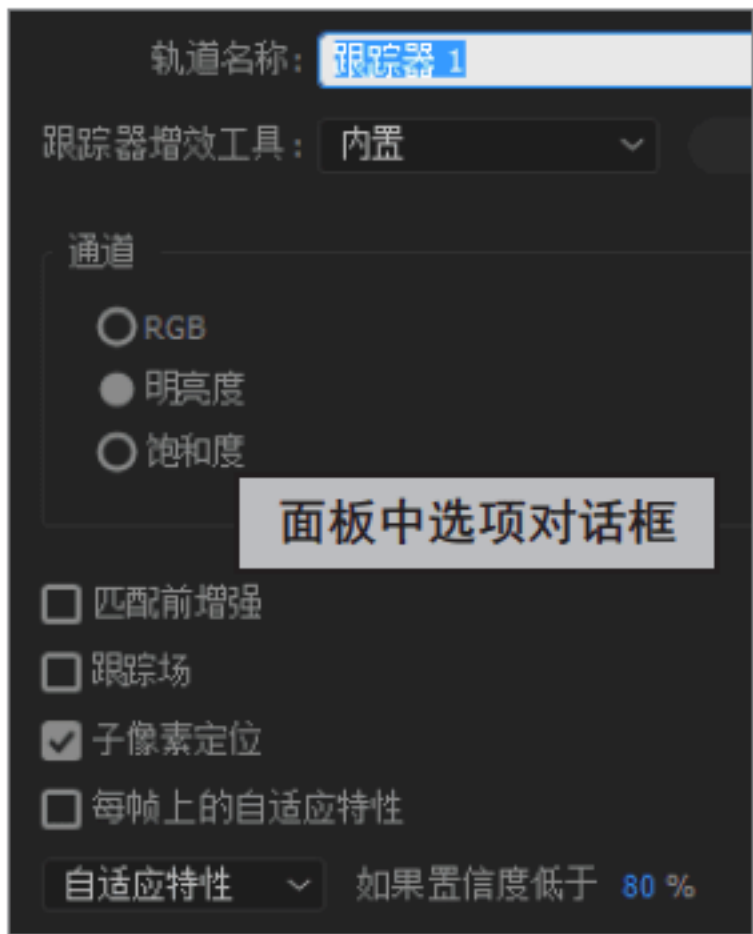 轨道名称：跟踪器 1
跟踪器增效工具：内置
通道
RGB
明亮度
饱和度
面板中选项对话框
匹配前增强
跟踪场
子像素定位
每帧上的自适应特性
自适应特性 如果置信度低于 80 %